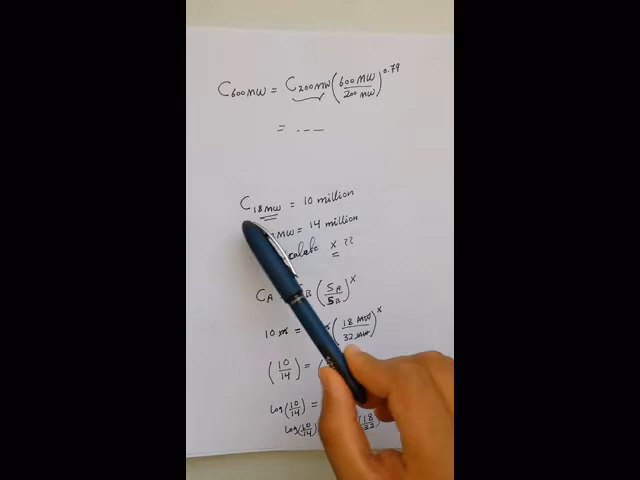 C600MW = C200MW (600 MW / 200 MW)^0.79
= ---
C18MW = 10 million
MW = 14 million
x ??
CA B (SA / SB)^x
10 = (18 MW / 32 MW)^x
(10/14) = (
log(10/14) =
log(10/14) (18/32)